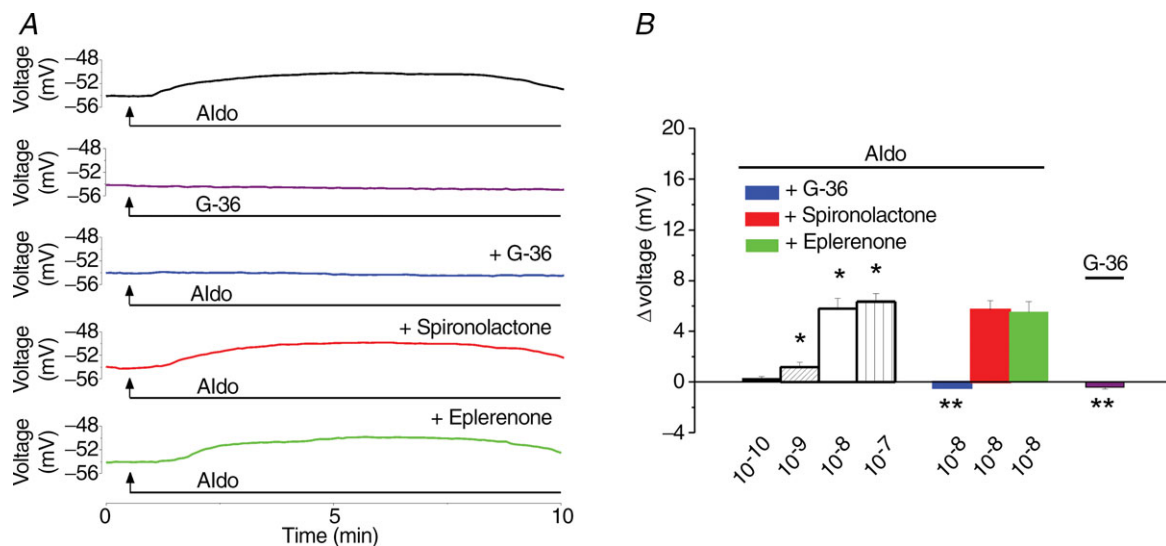 A
Voltage
(mV)
–48
–52
–56
Aldo
Voltage
(mV)
–48
–52
–56
G-36
Voltage
(mV)
–48
–52
–56
+ G-36
Aldo
Voltage
(mV)
–48
–52
–56
+ Spironolactone
Aldo
Voltage
(mV)
–48
–52
–56
+ Eplerenone
Aldo
0
5
10
Time (min)
B
Δ voltage (mV)
20
16
12
8
4
0
–4
Aldo
+ G-36
+ Spironolactone
+ Eplerenone
G-36
*
*
*
**
**
10-10
10-9
10-8
10-7
10-8
10-8
10-8